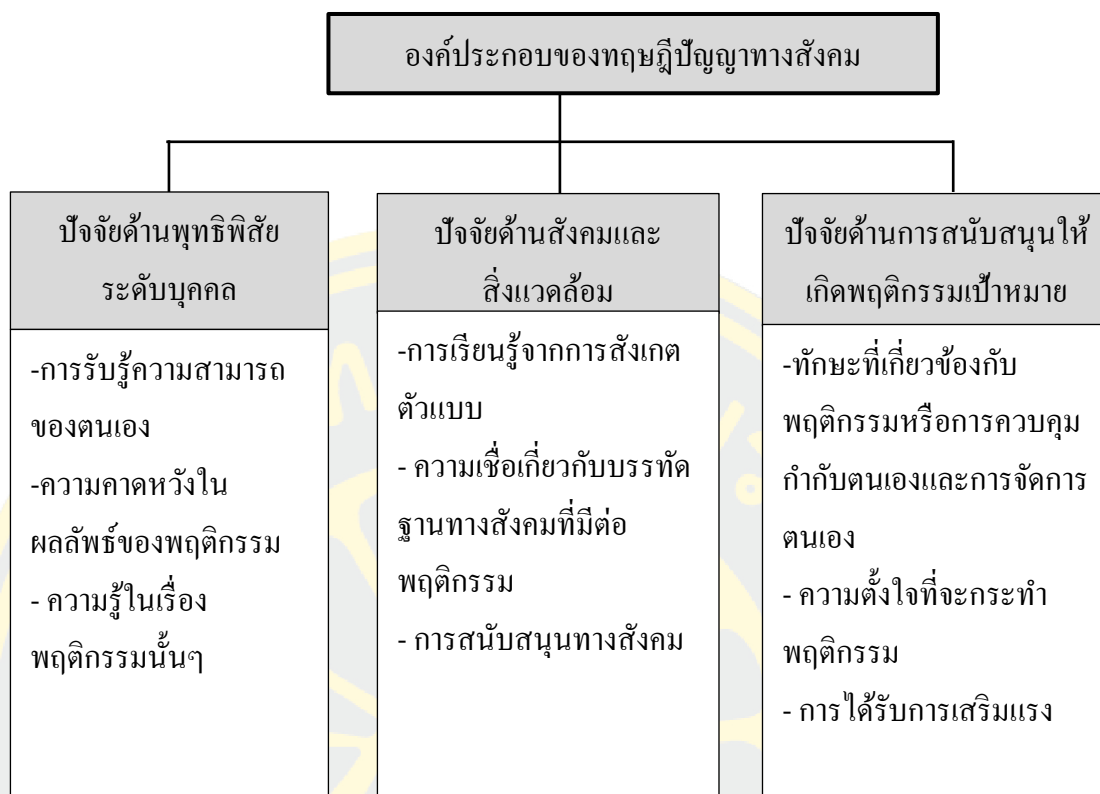 องค์ประกอบของทฤษฎีปัญญาทางสังคม
ปัจจัยด้านพุทธิพิสัย
ระดับบุคคล
-การรับรู้ความสามารถ
ของตนเอง
-ความคาดหวังใน
ผลลัพธ์ของพฤติกรรม
- ความรู้ในเรื่อง
พฤติกรรมนั้นๆ
ปัจจัยด้านสังคมและ
สิ่งแวดล้อม
-การเรียนรู้จากการสังเกต
ตัวแบบ
- ความเชื่อเกี่ยวกับบรรทัด
ฐานทางสังคมที่มีต่อ
พฤติกรรม
- การสนับสนุนทางสังคม
ปัจจัยด้านการสนับสนุนให้
เกิดพฤติกรรมเป้าหมาย
-ทักษะที่เกี่ยวข้องกับ
พฤติกรรมหรือการควบคุม
กำกับตนเองและการจัดการ
ตนเอง
- ความตั้งใจที่จะกระทำ
พฤติกรรม
- การได้รับการเสริมแรง